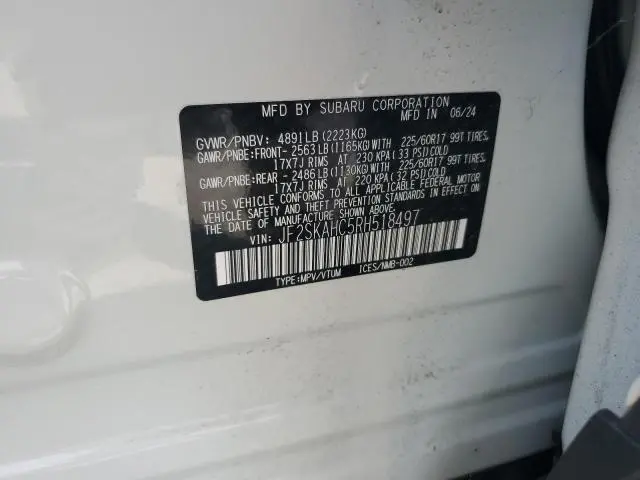 MFD BY SUBARU CORPORATION
MFD IN 06/24
GVWR/PNBV: 4891LB(2223KG)
GAWR/PNBE:FRONT-2563LB(1165KG)WITH 225/60R17 99T TIRES,
17X7J RIMS AT 230 KPA(33 PSI)COLD
GAWR/PNBE:REAR -2486LB(1130KG)WITH 225/60R17 99T TIRES,
17X7J RIMS AT 220 KPA(32 PSI)COLD
THIS VEHICLE CONFORMS TO ALL APPLICABLE FEDERAL MOTOR
VEHICLE SAFETY AND THEFT PREVENTION STANDARDS IN EFFECT ON
THE DATE OF MANUFACTURE SHOWN ABOVE.
VIN: JF2SKAHC5RH518497
TYPE:MPV/VTUM ICES/NMB-002